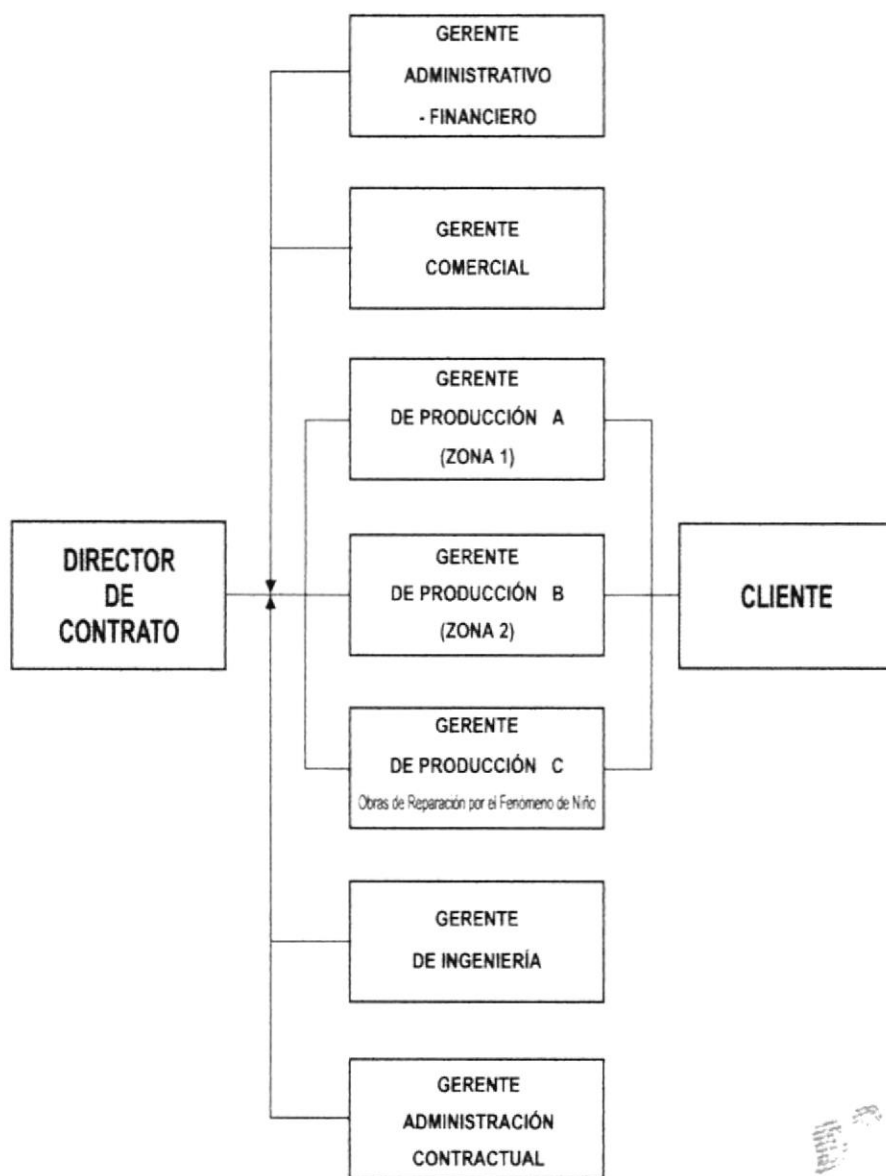 GERENTE
ADMINISTRATIVO
- FINANCIERO
GERENTE
COMERCIAL
GERENTE
DE PRODUCCIÓN A
(ZONA 1)
DIRECTOR
DE
CONTRATO
GERENTE
DE PRODUCCIÓN B
(ZONA 2)
CLIENTE
GERENTE
DE PRODUCCIÓN C
Obras de Reparación por el Fenómeno de Niño
GERENTE
DE INGENIERÍA
GERENTE
ADMINISTRACIÓN
CONTRACTUAL